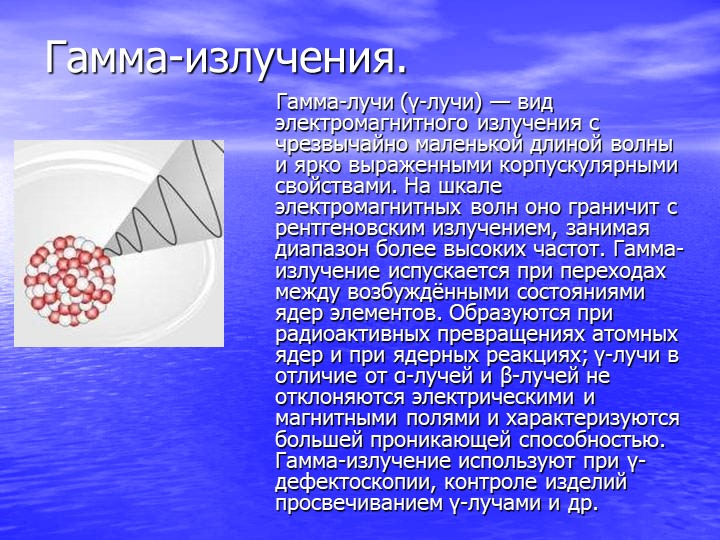 Гамма-излучения.
Гамма-лучи (γ-лучи) — вид
электромагнитного излучения с
чрезвычайно маленькой длиной волны
и ярко выраженными корпускулярными
свойствами. На шкале
электромагнитных волн оно граничит с
рентгеновским излучением, занимая
диапазон более высоких частот. Гамма-
излучение испускается при переходах
между возбуждёнными состояниями
ядер элементов. Образуются при
радиоактивных превращениях атомных
ядер и при ядерных реакциях; γ-лучи в
отличие от α-лучей и β-лучей не
отклоняются электрическими и
магнитными полями и характеризуются
большей проникающей способностью.
Гамма-излучение используют при γ-
дефектоскопии, контроле изделий
просвечиванием γ-лучами и др.